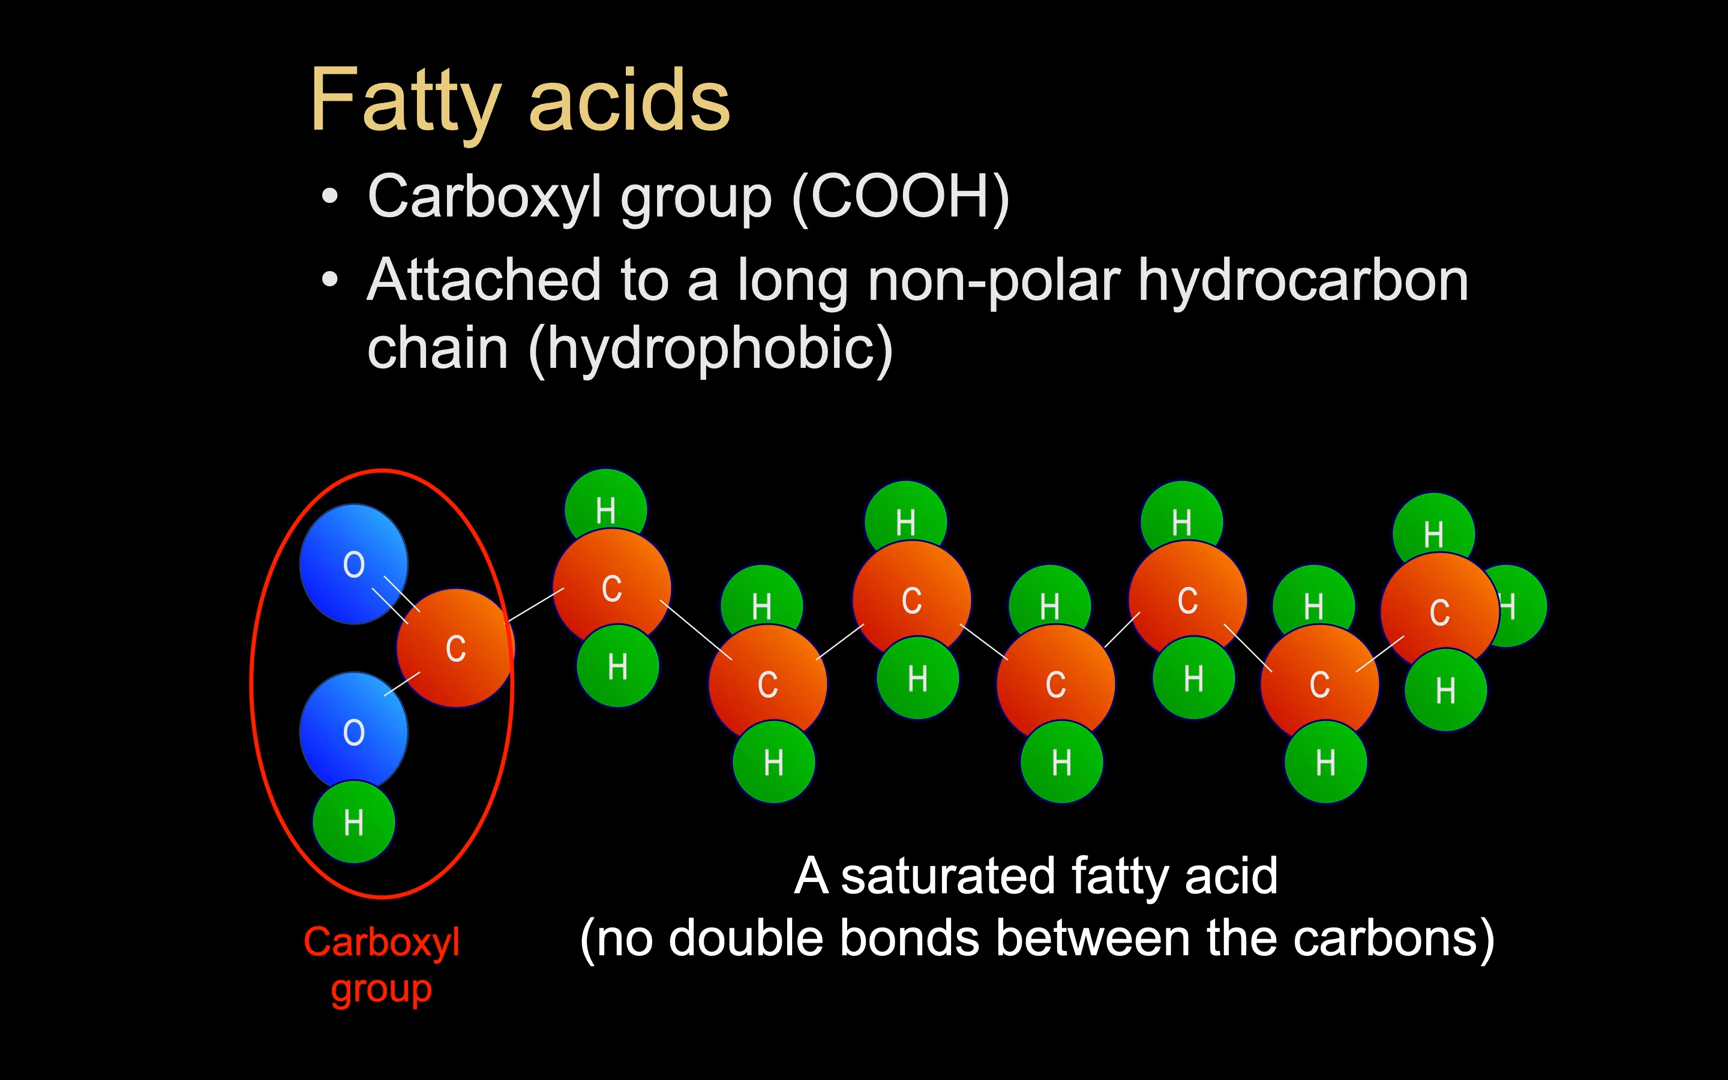 Fatty acids
• Carboxyl group (COOH)
• Attached to a long non-polar hydrocarbon
chain (hydrophobic)
H H H H
O C H C H C H C H
C C C C
O H H H H
H H H
H
A saturated fatty acid
(no double bonds between the carbons)
Carboxyl
group